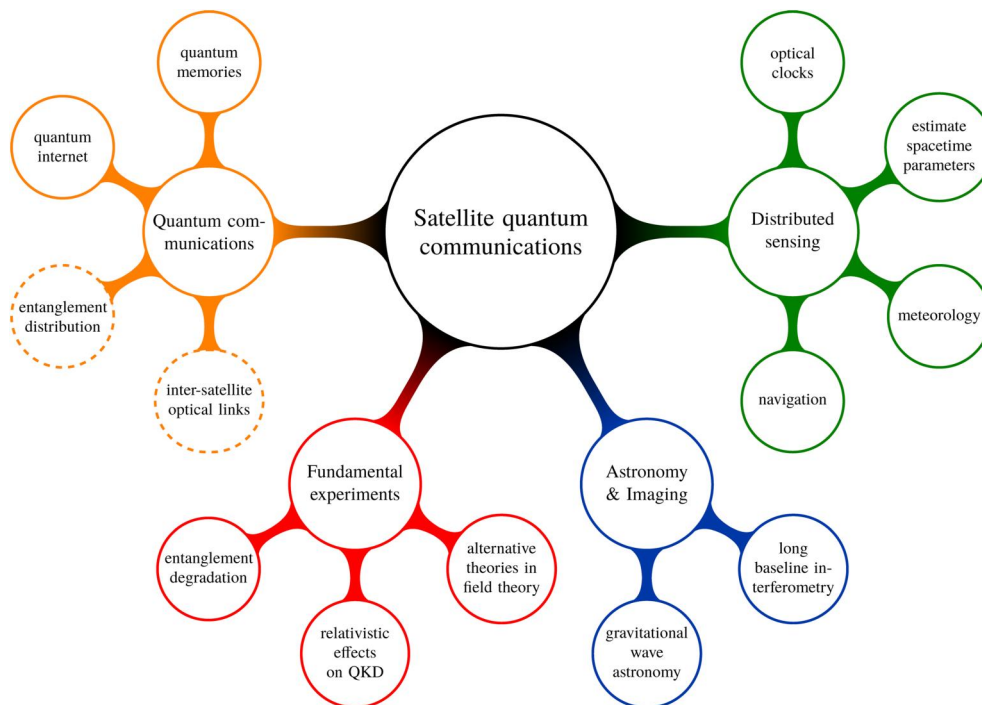 quantum
memories
quantum
internet
Quantum com-
munications
entanglement
distribution
inter-satellite
optical links
Satellite quantum
communications
optical
clocks
estimate
spacetime
parameters
Distributed
sensing
meteorology
navigation
Fundamental
experiments
entanglement
degradation
relativistic
effects
on QKD
alternative
theories in
field theory
Astronomy
& Imaging
long
baseline in-
terferometry
gravitational
wave
astronomy